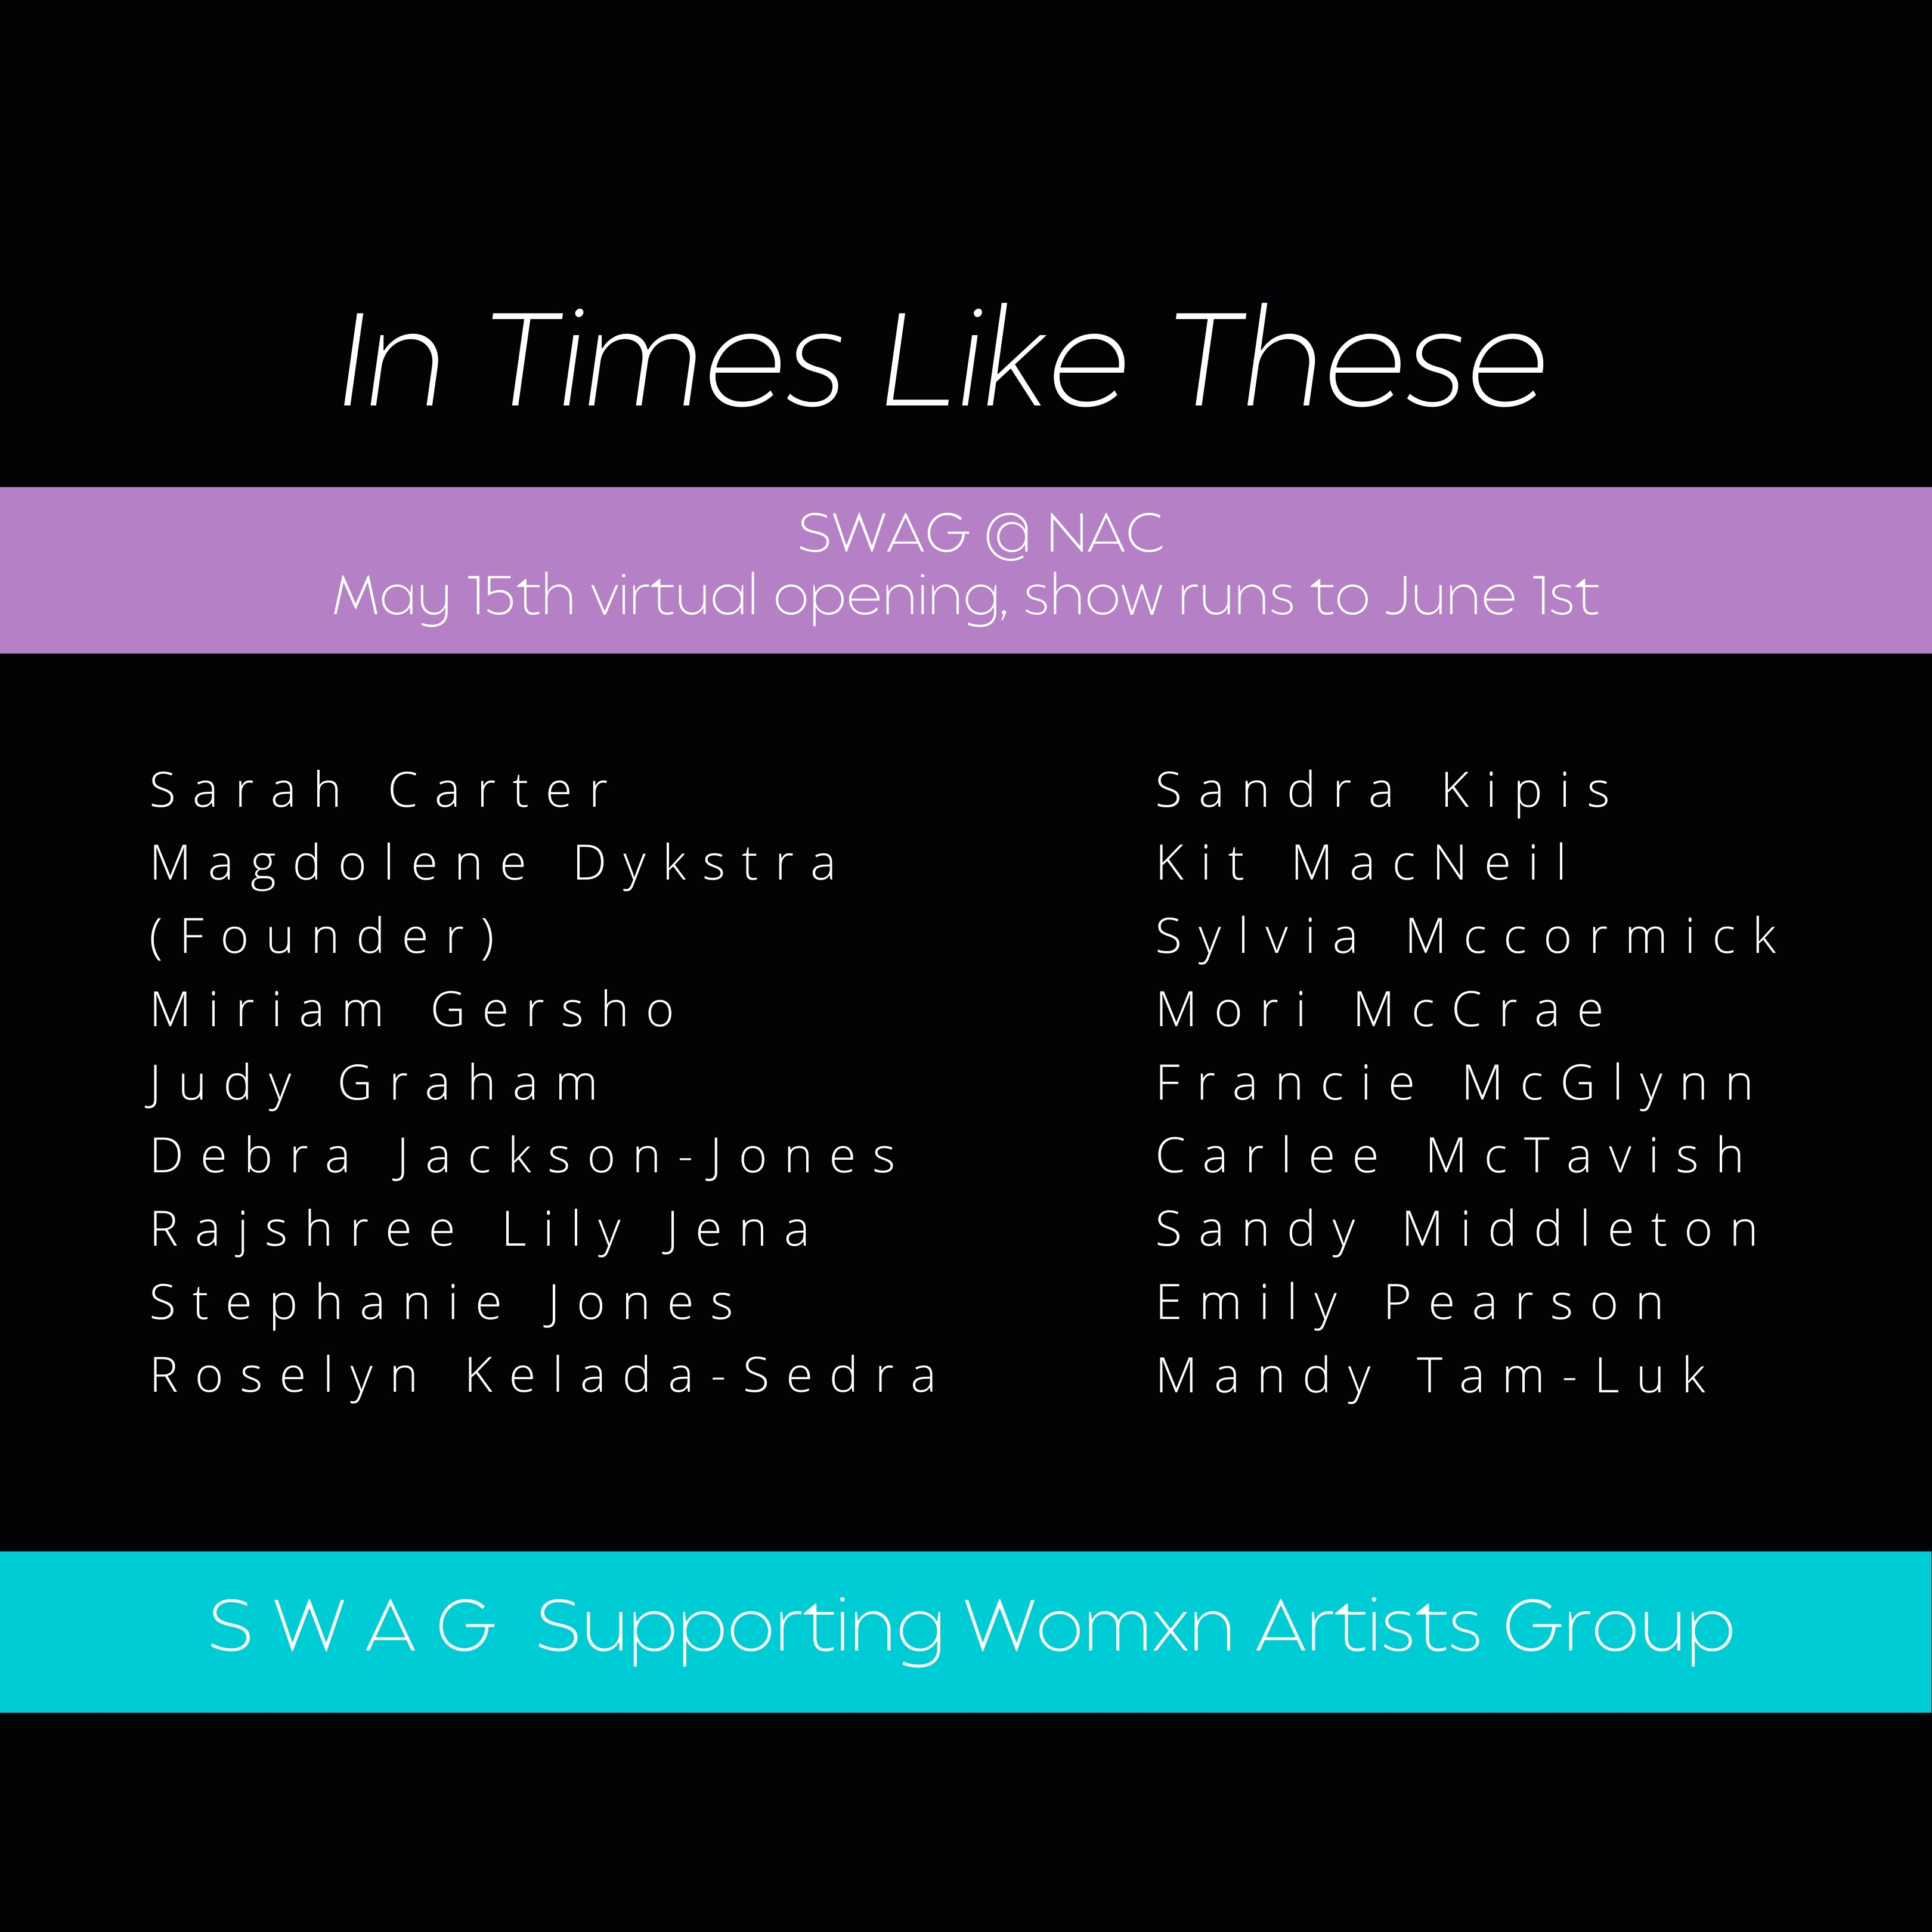 In Times Like These
SWAG @ NAC
May 15th virtual opening, show runs to June 1st
Sarah Carter
Magdolene Dykstra
(Founder)
Miriam Gersho
Judy Graham
Debra Jackson-Jones
Rajshree Lily Jena
Stephanie Jones
Roselyn Kelada-Sedra
Sandra Kipis
Kit MacNeil
Sylvia Mccormick
Mori McCrae
Francie McGlynn
Carlee McTavish
Sandy Middleton
Emily Pearson
Mandy Tam-Luk
SWAG Supporting Womxn Artists Group